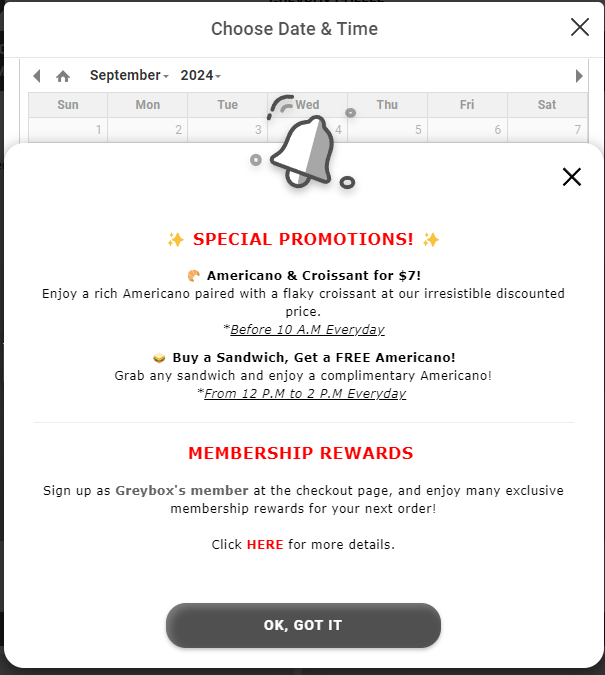 Choose Date & Time
September 2024
Sun Mon Tue Wed Thu Fri Sat
1 2 3 4 5 6 7
✨ SPECIAL PROMOTIONS! ✨
🥐 Americano & Croissant for $7!
Enjoy a rich Americano paired with a flaky croissant at our irresistible discounted
price.
*Before 10 A.M Everyday
🥪 Buy a Sandwich, Get a FREE Americano!
Grab any sandwich and enjoy a complimentary Americano!
*From 12 P.M to 2 P.M Everyday
MEMBERSHIP REWARDS
Sign up as Greybox's member at the checkout page, and enjoy many exclusive
membership rewards for your next order!
Click HERE for more details.
OK, GOT IT